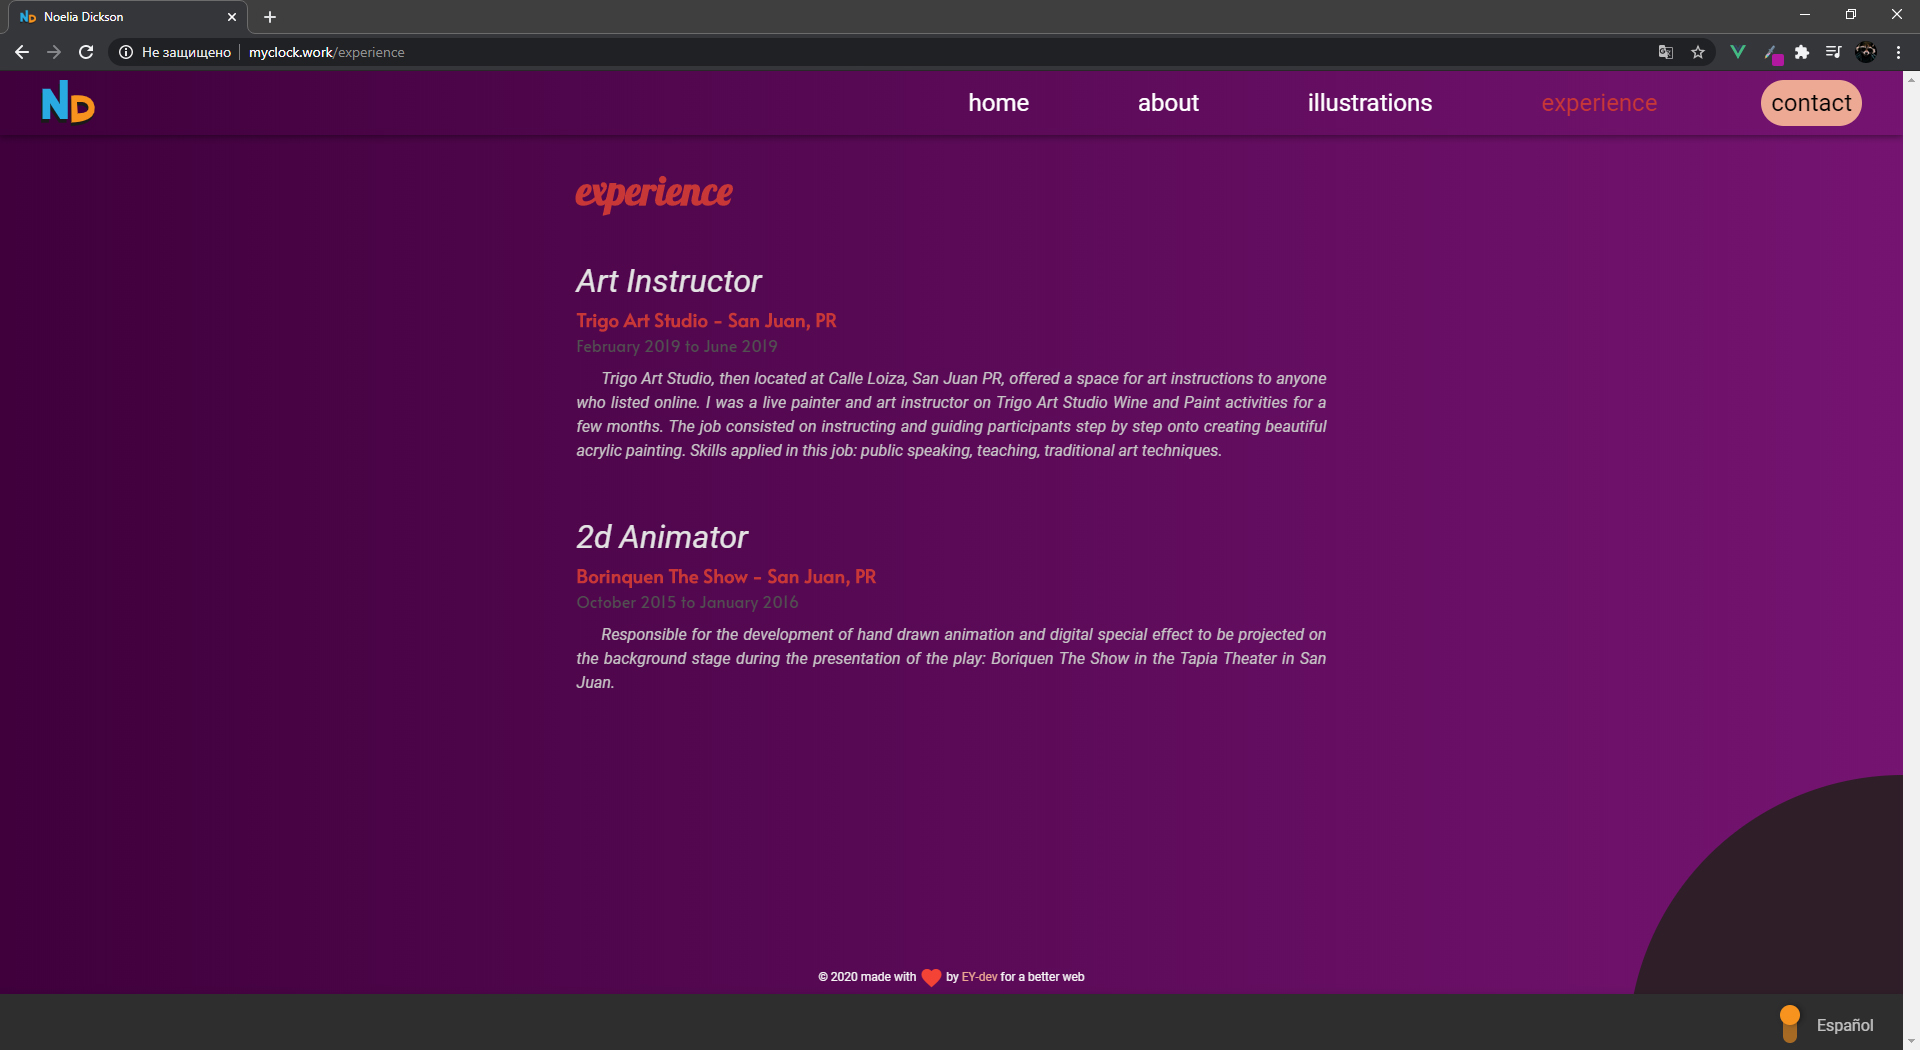 Noelia Dickson
Не защищено myclock.work/experience
ND
home about illustrations experience contact
experience
Art Instructor
Trigo Art Studio - San Juan, PR
February 2019 to June 2019
Trigo Art Studio, then located at Calle Loiza, San Juan PR, offered a space for art instructions to anyone
who listed online. I was a live painter and art instructor on Trigo Art Studio Wine and Paint activities for a
few months. The job consisted on instructing and guiding participants step by step onto creating beautiful
acrylic painting. Skills applied in this job: public speaking, teaching, traditional art techniques.
2d Animator
Borinquen The Show - San Juan, PR
October 2015 to January 2016
Responsible for the development of hand drawn animation and digital special effect to be projected on
the background stage during the presentation of the play: Boriquen The Show in the Tapia Theater in San
Juan.
© 2020 made with by EY-dev for a better web
Español